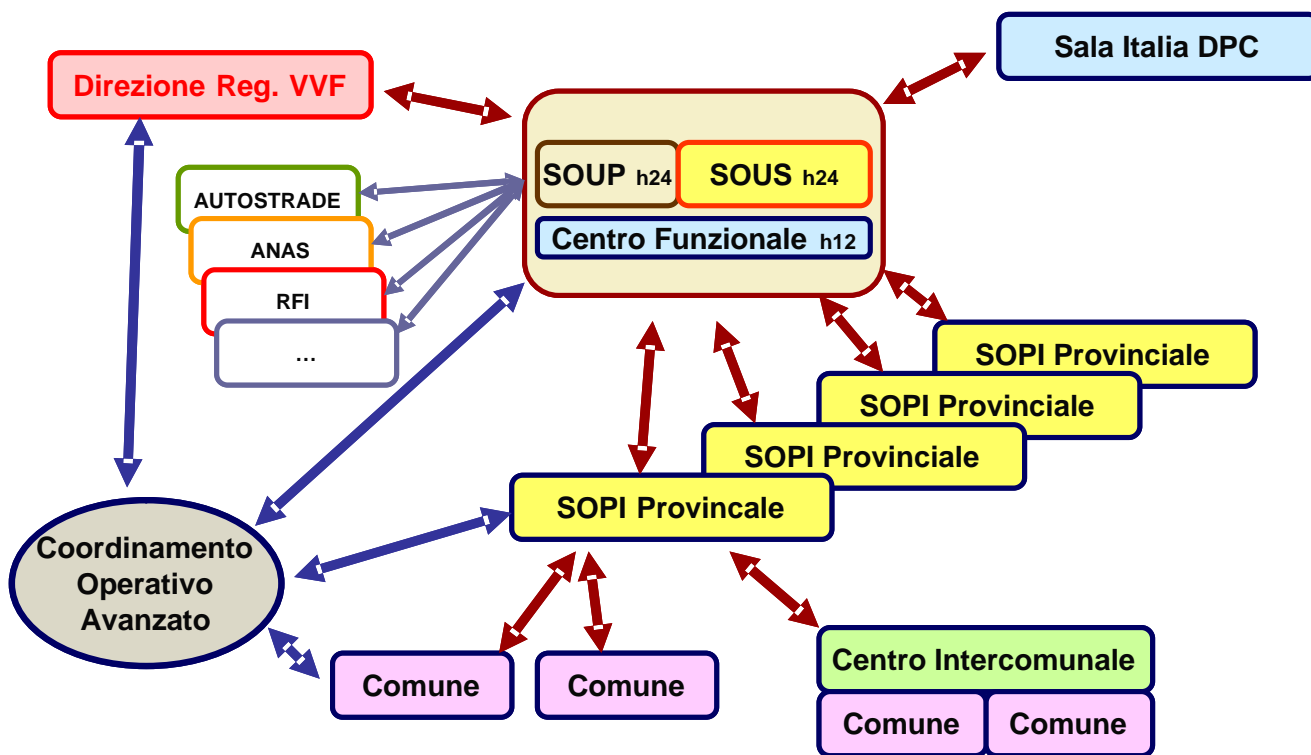 Sala Italia DPC
Direzione Reg. VVF
SOUP h24
SOUS h24
Centro Funzionale h12
AUTOSTRADE
ANAS
RFI
…
SOPI Provinciale
SOPI Provinciale
SOPI Provinciale
SOPI Provincale
Coordinamento
Operativo
Avanzato
Comune
Comune
Centro Intercomunale
Comune
Comune